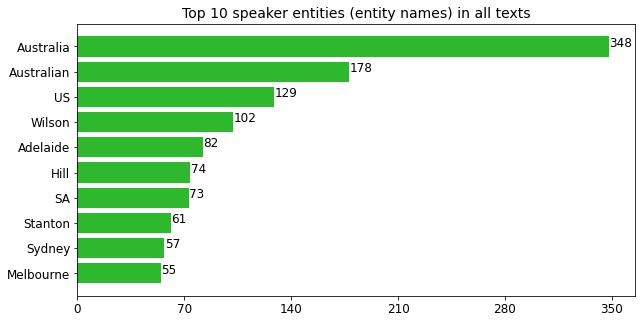 Top 10 speaker entities (entity names) in all texts
Australia 348
Australian 178
US 129
Wilson 102
Adelaide 82
Hill 74
SA 73
Stanton 61
Sydney 57
Melbourne 55
0 70 140 210 280 350